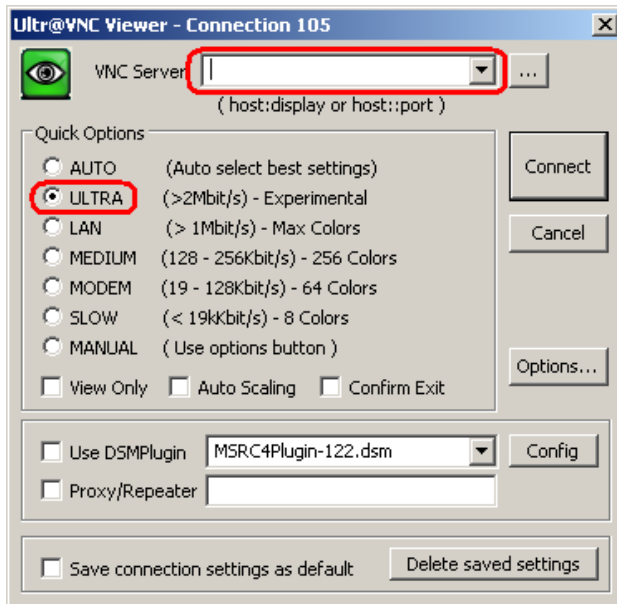 Ultr@VNC Viewer - Connection 105
VNC Server
...
( host:display or host::port )
Quick Options
AUTO (Auto select best settings)
ULTRA (>2Mbit/s) - Experimental
LAN (> 1Mbit/s) - Max Colors
MEDIUM (128 - 256Kbit/s) - 256 Colors
MODEM (19 - 128Kbit/s) - 64 Colors
SLOW (< 19kKbit/s) - 8 Colors
MANUAL ( Use options button )
View Only Auto Scaling Confirm Exit
Connect
Cancel
Options...
Use DSMPlugin MSRC4Plugin-122.dsm Config
Proxy/Repeater
Save connection settings as default Delete saved settings